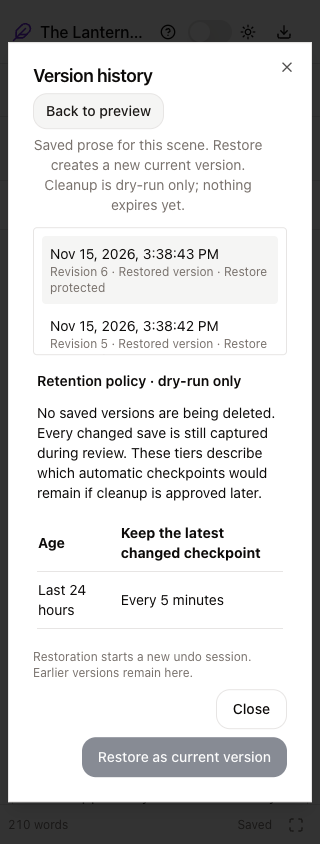 The Lantern...
Version history
Back to preview
Saved prose for this scene. Restore
creates a new current version.
Cleanup is dry-run only; nothing
expires yet.
Nov 15, 2026, 3:38:43 PM
Revision 6 · Restored version · Restore
protected
Nov 15, 2026, 3:38:42 PM
Revision 5 · Restored version · Restore
Retention policy · dry-run only
No saved versions are being deleted.
Every changed save is still captured
during review. These tiers describe
which automatic checkpoints would
remain if cleanup is approved later.
Age
Keep the latest
changed checkpoint
Last 24
hours
Every 5 minutes
Restoration starts a new undo session.
Earlier versions remain here.
Close
Restore as current version
210 words
Saved